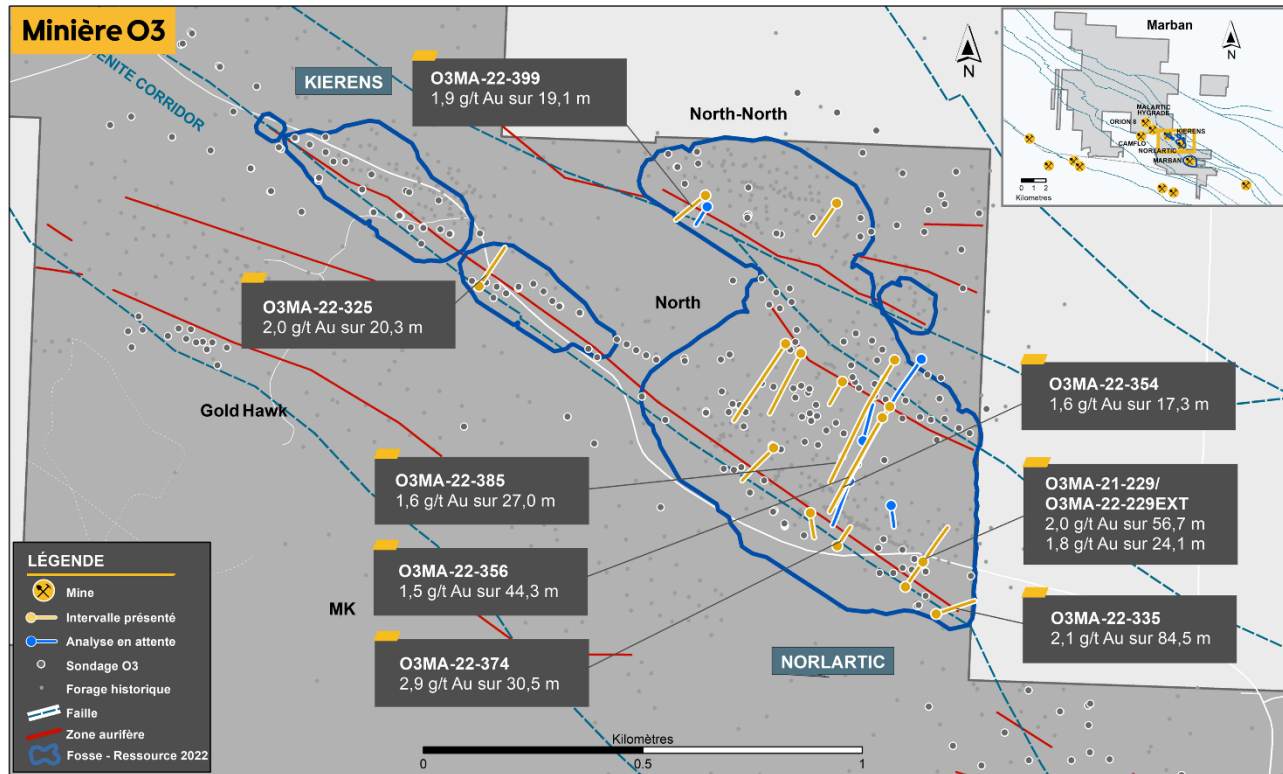 Minière O3
ENITE CORRIDOR
KIERENS
O3MA-22-399
1,9 g/t Au sur 19,1 m
North-North
N
Marban
N
MALARTIC
HYGRADE
ORION 8
KIERENS
CAMFLO
NORLARTIC
MARBAN
0 1 2
Kilometres
O3MA-22-325
2,0 g/t Au sur 20,3 m
North
Gold Hawk
O3MA-22-354
1,6 g/t Au sur 17,3 m
O3MA-22-385
1,6 g/t Au sur 27,0 m
O3MA-21-229/
O3MA-22-229EXT
2,0 g/t Au sur 56,7 m
1,8 g/t Au sur 24,1 m
O3MA-22-356
1,5 g/t Au sur 44,3 m
MK
O3MA-22-335
2,1 g/t Au sur 84,5 m
O3MA-22-374
2,9 g/t Au sur 30,5 m
NORLARTIC
LÉGENDE
Mine
Intervalle présenté
Analyse en attente
Sondage O3
Forage historique
Faille
Zone aurifère
Fosse - Ressource 2022
Kilomètres
0 0.5 1